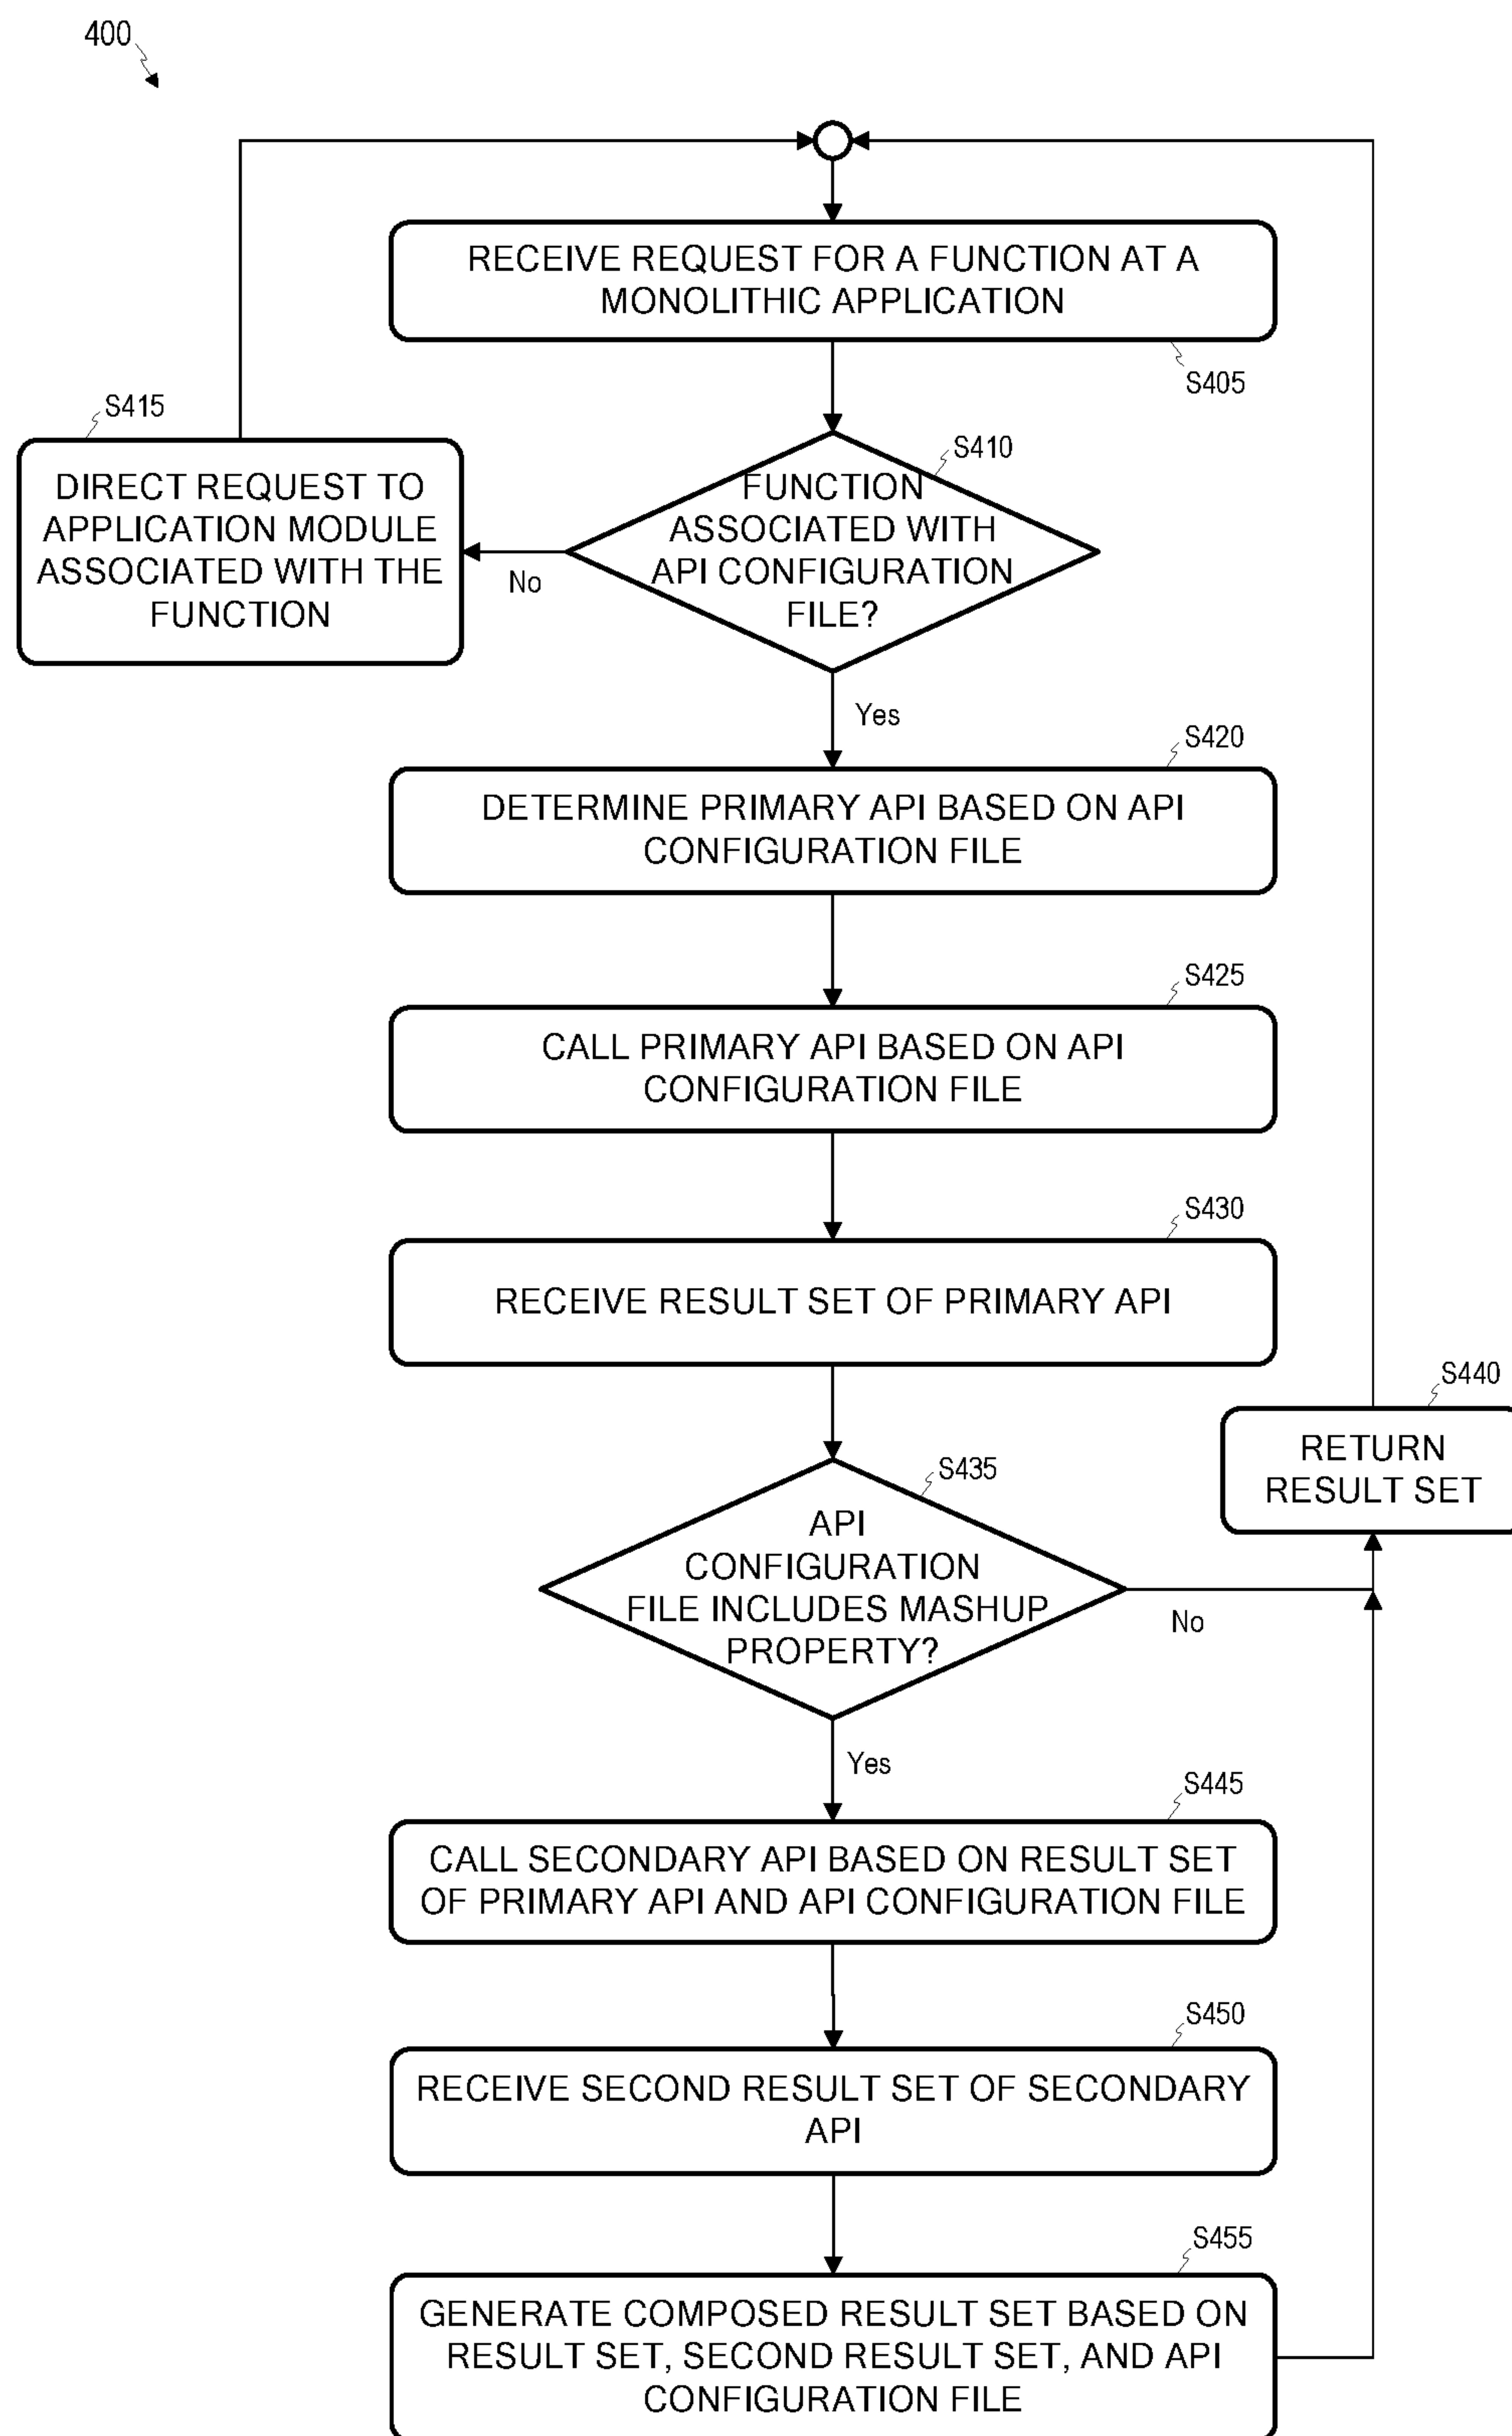 400
RECEIVE REQUEST FOR A FUNCTION AT A
MONOLITHIC APPLICATION
S405
S415
DIRECT REQUEST TO
APPLICATION MODULE
ASSOCIATED WITH THE
FUNCTION
S410
FUNCTION
ASSOCIATED WITH
API CONFIGURATION
FILE?
No
Yes
S420
DETERMINE PRIMARY API BASED ON API
CONFIGURATION FILE
S425
CALL PRIMARY API BASED ON API
CONFIGURATION FILE
S430
RECEIVE RESULT SET OF PRIMARY API
S440
RETURN
RESULT SET
S435
API
CONFIGURATION
FILE INCLUDES MASHUP
PROPERTY?
No
Yes
S445
CALL SECONDARY API BASED ON RESULT SET
OF PRIMARY API AND API CONFIGURATION FILE
S450
RECEIVE SECOND RESULT SET OF SECONDARY
API
S455
GENERATE COMPOSED RESULT SET BASED ON
RESULT SET, SECOND RESULT SET, AND API
CONFIGURATION FILE